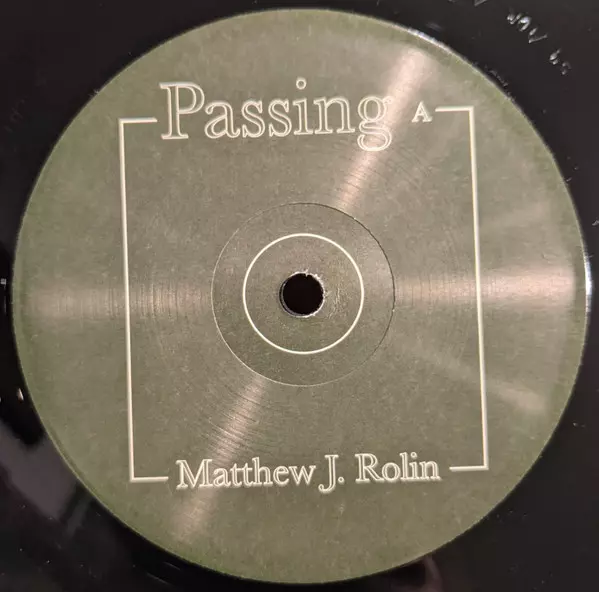 Passing A
Matthew J. Rolin